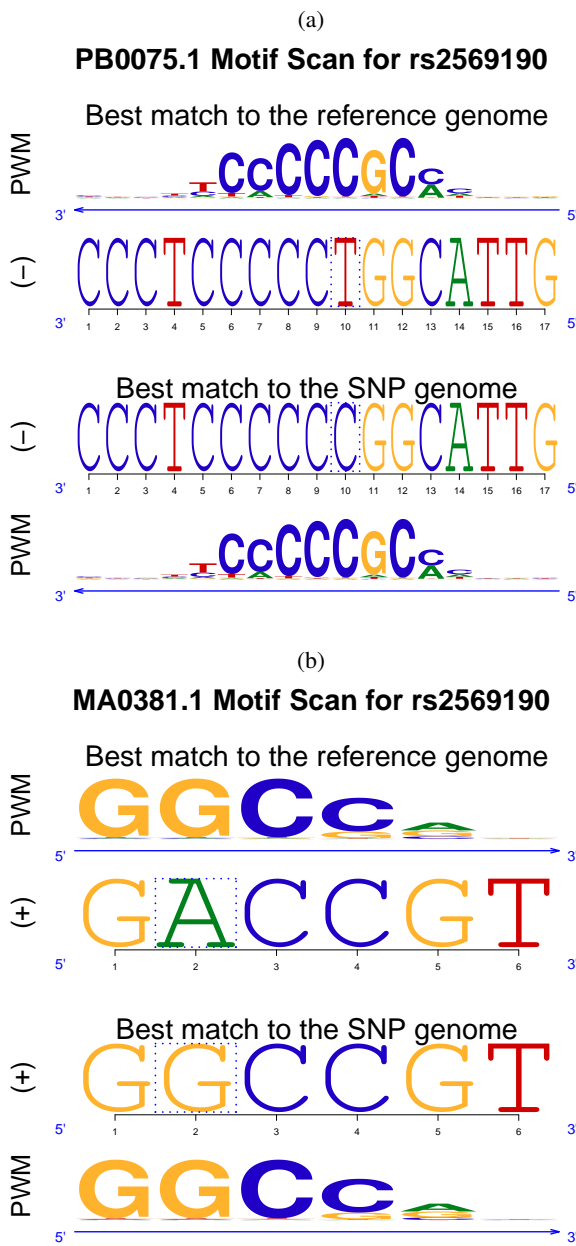 (a)
PB0075.1 Motif Scan for rs2569190
Best match to the reference genome
PWM
T C C C C C G C C
3' 5'
(−)
C C C T C C C C C T G G C A T T G
3' 1 2 3 4 5 6 7 8 9 10 11 12 13 14 15 16 17 5'
Best match to the SNP genome
(−)
C C C T C C C C C C G G C A T T G
3' 1 2 3 4 5 6 7 8 9 10 11 12 13 14 15 16 17 5'
PWM
T C C C C C G C C
3' 5'
(b)
MA0381.1 Motif Scan for rs2569190
Best match to the reference genome
PWM
G G C C A
G G
5' 3'
(+)
G A C C G T
5' 1 2 3 4 5 6 3'
Best match to the SNP genome
(+)
G G C C G T
5' 1 2 3 4 5 6 3'
PWM
G G C C A
G G
5' 3'